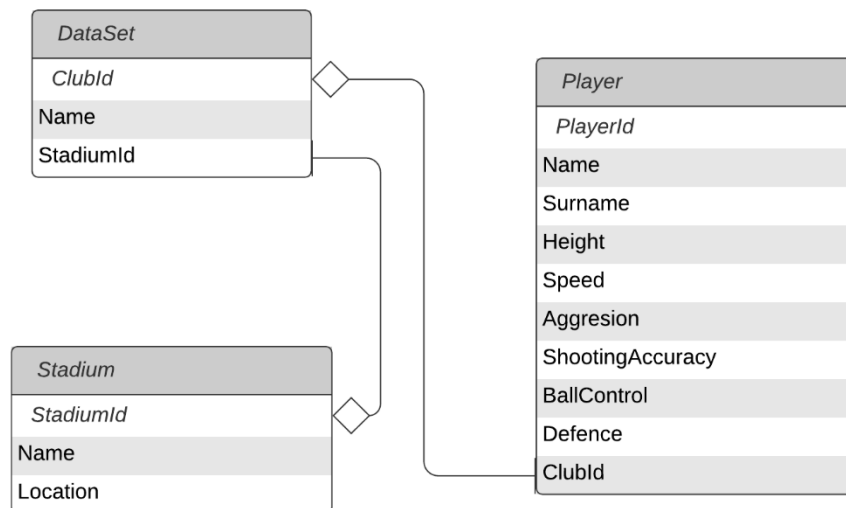 DataSet
ClubId
Name
StadiumId
Player
PlayerId
Name
Surname
Height
Speed
Aggresion
ShootingAccuracy
BallControl
Defence
ClubId
Stadium
StadiumId
Name
Location